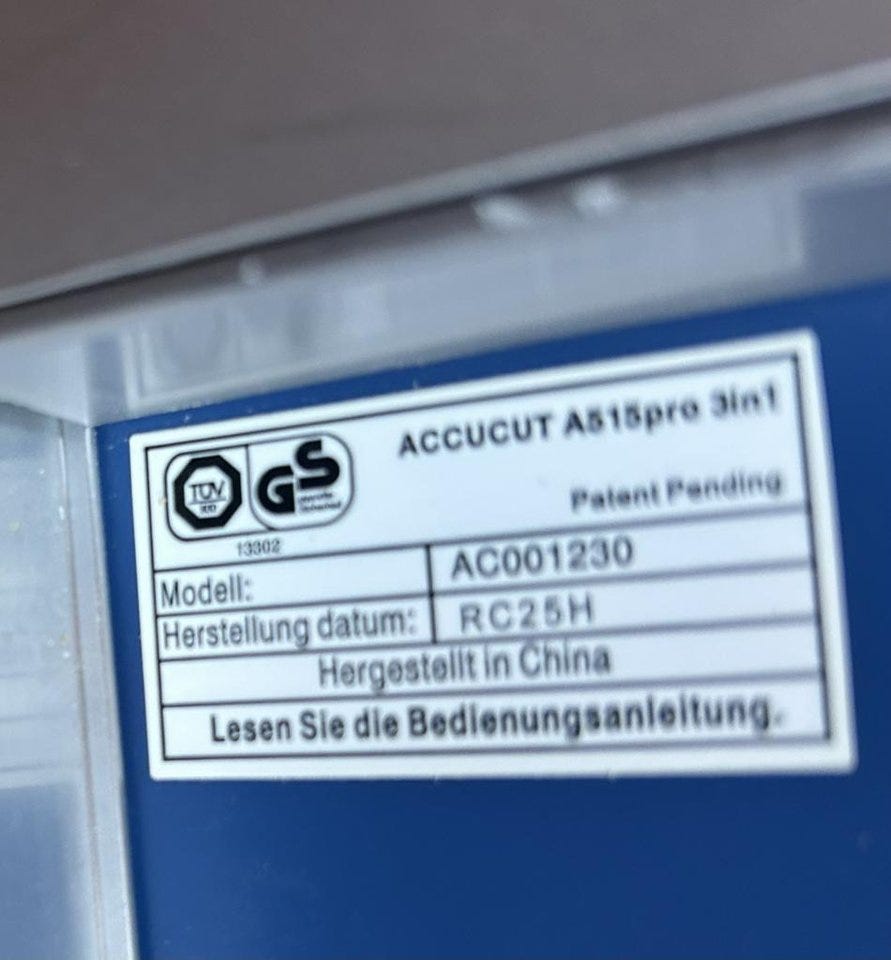 ACCUCUT A515pro 3in1
Patent Pending
TÜV
GS
13302
Modell: AC001230
Herstellung datum: RC25H
Hergestellt in China
Lesen Sie die Bedienungsanleitung.